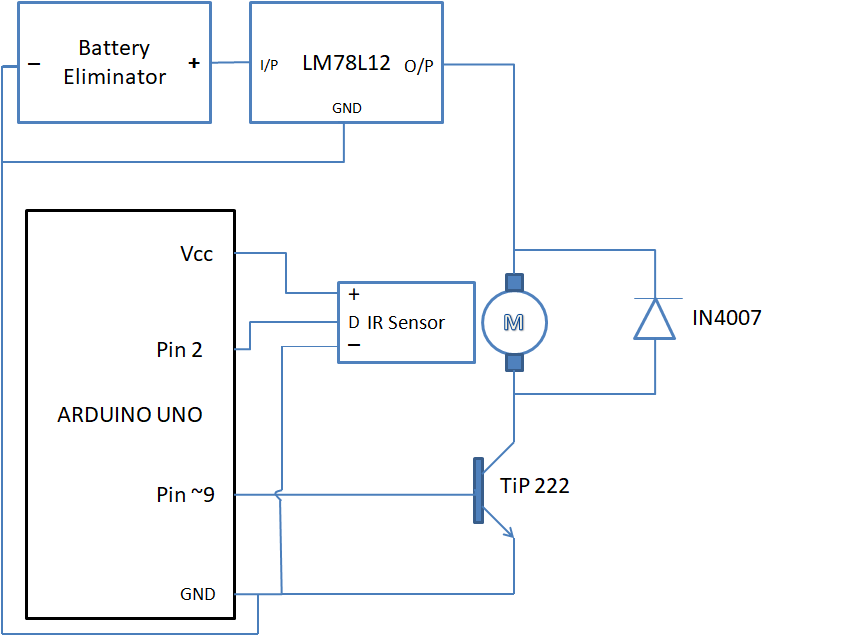 Battery
Eliminator
−
+
I/P
LM78L12
O/P
GND
Vcc
+
D IR Sensor
−
M
IN4007
Pin 2
ARDUINO UNO
Pin ~9
TiP 222
GND